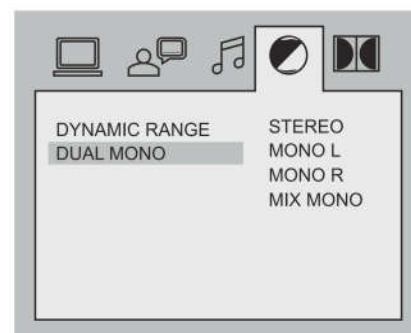 DYNAMIC RANGE
DUAL MONO
STEREO
MONO L
MONO R
MIX MONO